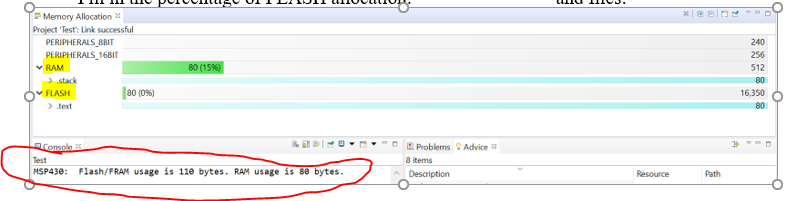 Fill in the percentage of FLASH allocation. and files.
Memory Allocation
Project 'Test': Link successful
PERIPHERALS_8BIT 240
PERIPHERALS_16BIT 256
RAM 80 (15%) 512
.stack 80
FLASH 80 (0%) 16,350
.text 80
Console Problems Advice
Test 8 items
MSP430: Flash/FRAM usage is 110 bytes. RAM usage is 80 bytes. Description Resource Path